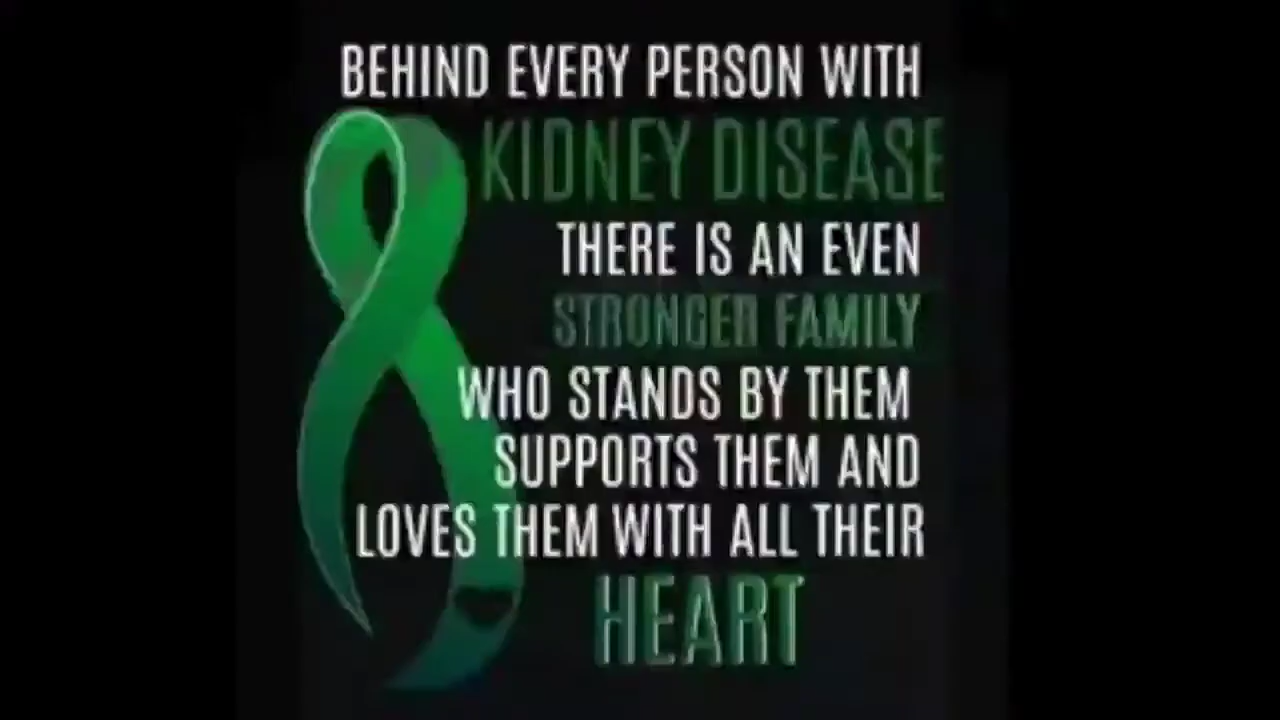 BEHIND EVERY PERSON WITH
KIDNEY DISEASE
THERE IS AN EVEN
STRONGER FAMILY
WHO STANDS BY THEM
SUPPORTS THEM AND
LOVES THEM WITH ALL THEIR
HEART